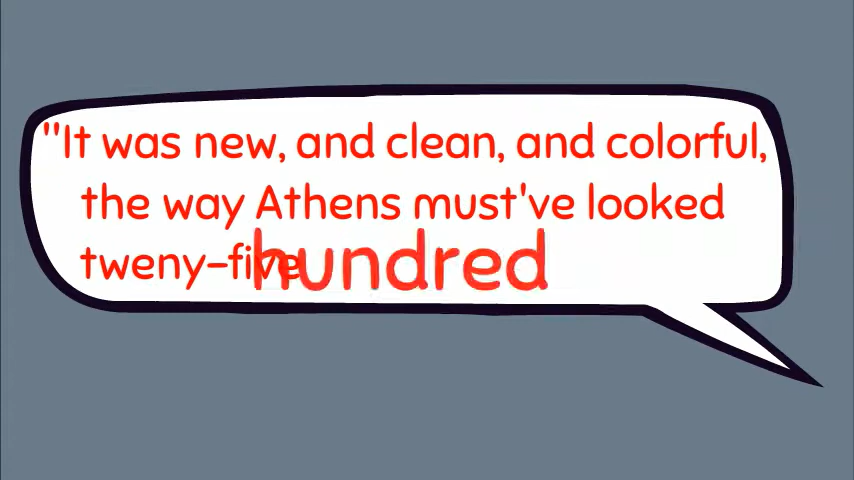 "It was new, and clean, and colorful,
the way Athens must've looked
tweny-five hundred